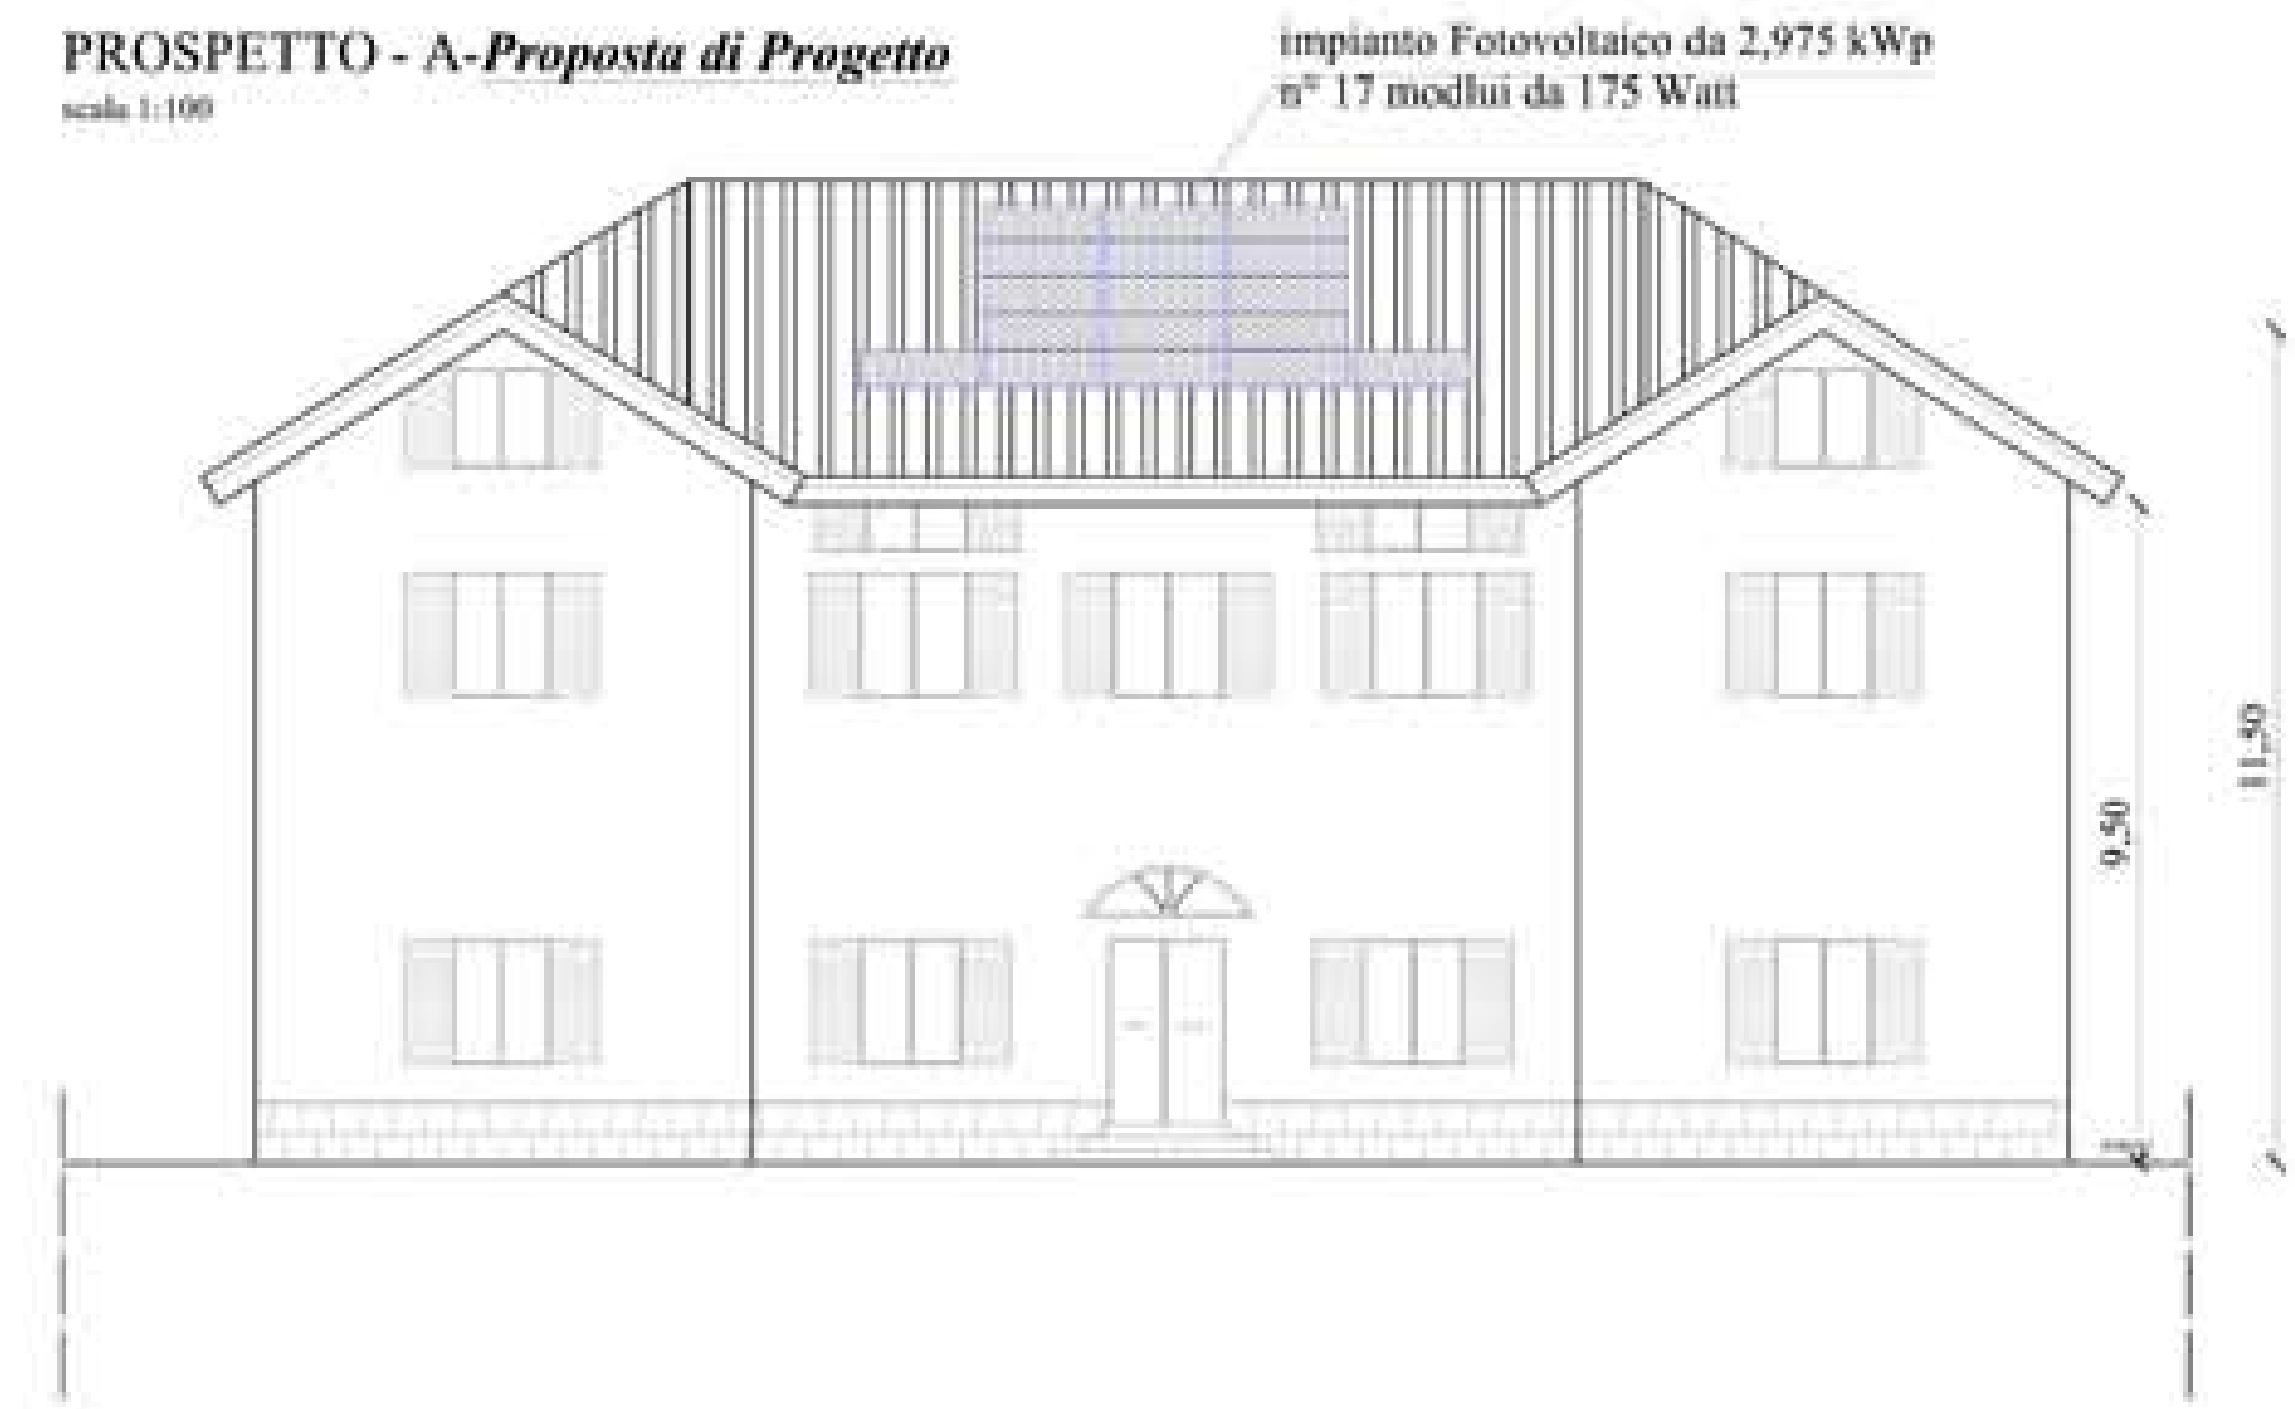 PROSPETTO - A-Proposta di Progetto
scala 1:100
impianto Fotovoltaico da 2,975 kWp
n° 17 modlui da 175 Watt
11,50
9,50